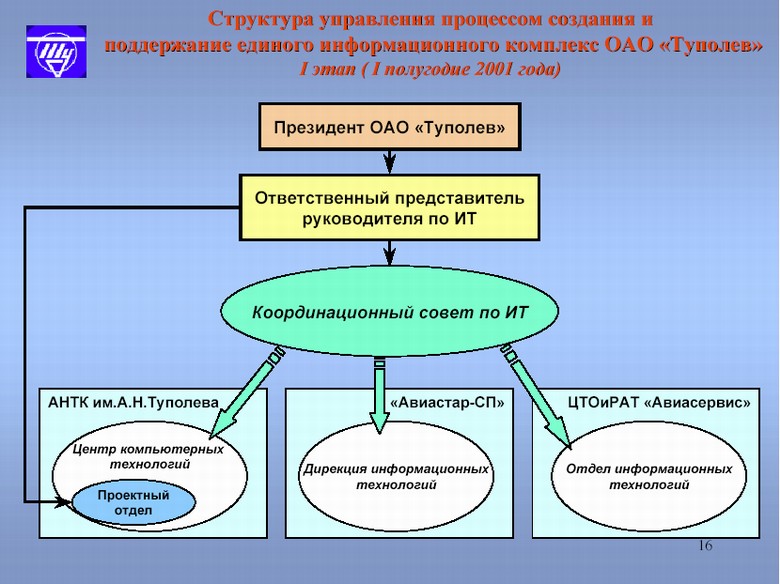 Структура управления процессом создания и
поддержание единого информационного комплекс ОАО «Туполев»
I этап ( I полугодие 2001 года)
Президент ОАО «Туполев»
Ответственный представитель
руководителя по ИТ
Координационный совет по ИТ
АНТК им.А.Н.Туполева
Центр компьютерных
технологий
Проектный
отдел
«Авиастар-СП»
Дирекция информационных
технологий
ЦТОиРАТ «Авиасервис»
Отдел информационных
технологий
16